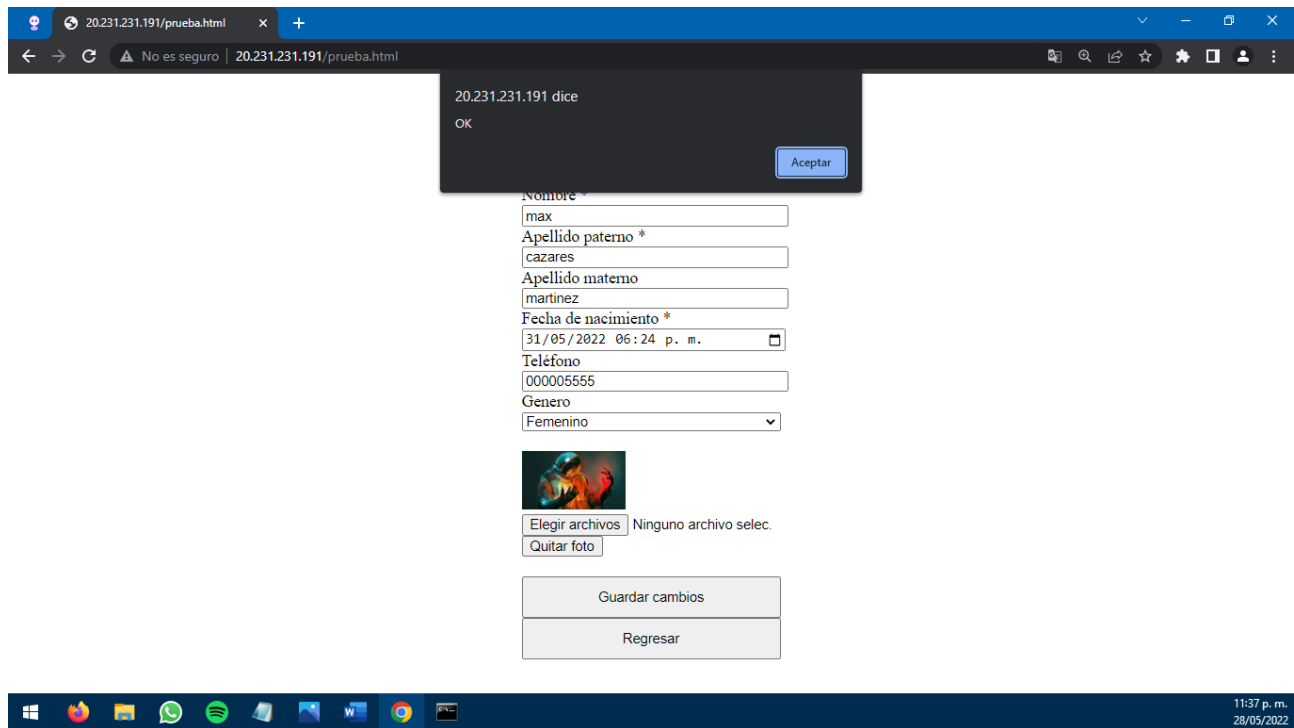 20.231.231.191/prueba.html
No es seguro | 20.231.231.191/prueba.html
20.231.231.191 dice
OK
Aceptar
Nombre *
max
Apellido paterno *
cazares
Apellido materno
martinez
Fecha de nacimiento *
31/05/2022 06:24 p. m.
Teléfono
000005555
Genero
Femenino
Elegir archivos Ninguno archivo selec.
Quitar foto
Guardar cambios
Regresar
11:37 p. m.
28/05/2022